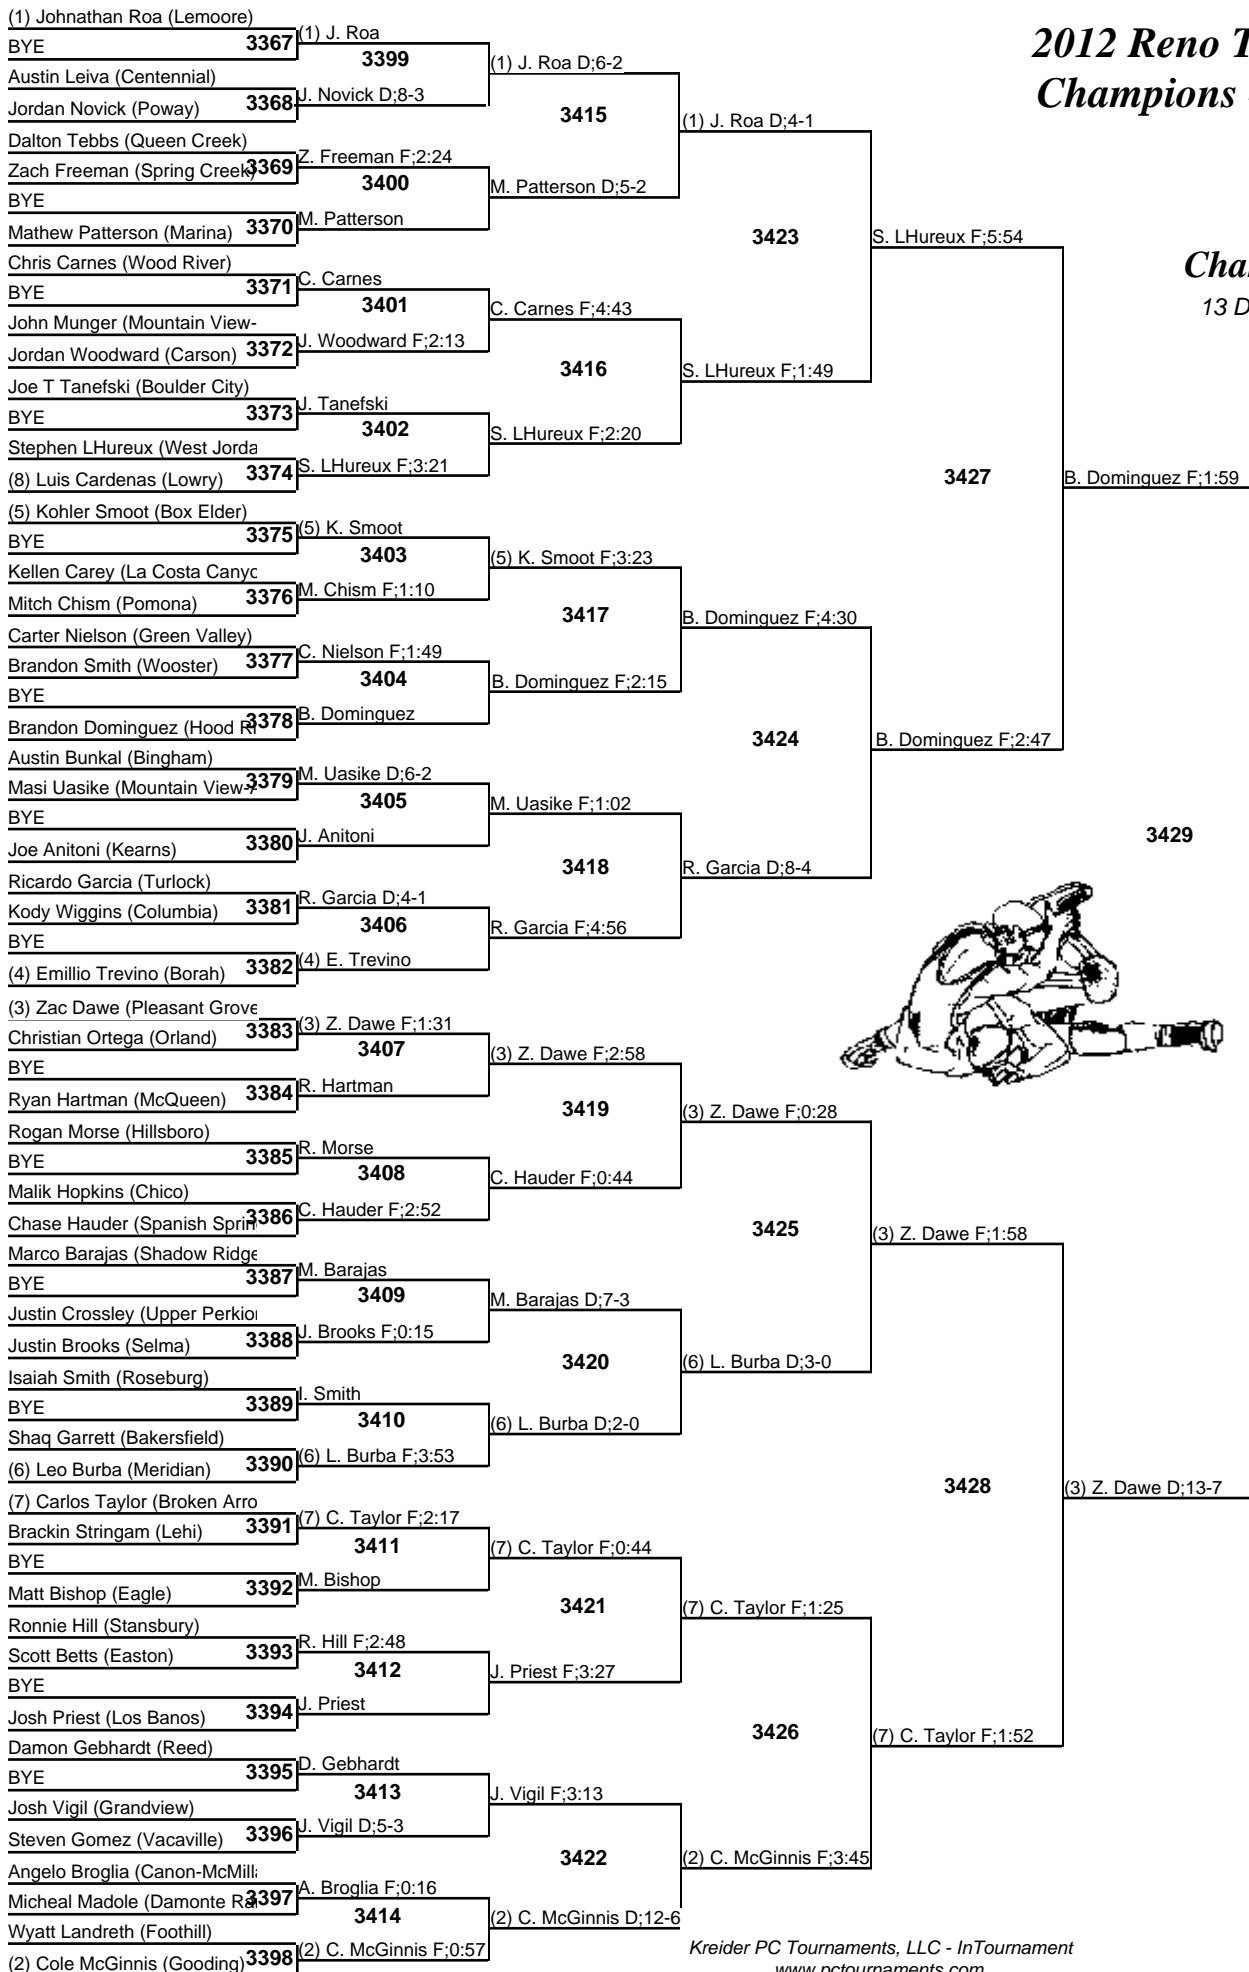 (1) Johnathan Roa (Lemoore)
BYE
3367
(1) J. Roa
3399
Austin Leiva (Centennial)
Jordan Novick (Poway)
3368
J. Novick D;8-3
(1) J. Roa D;6-2
3415
Dalton Tebbs (Queen Creek)
Zach Freeman (Spring Creek)
3369
Z. Freeman F;2:24
3400
BYE
Mathew Patterson (Marina)
3370
M. Patterson
M. Patterson D;5-2
(1) J. Roa D;4-1
3423
Chris Carnes (Wood River)
BYE
3371
C. Carnes
3401
John Munger (Mountain View-
Jordan Woodward (Carson)
3372
J. Woodward F;2:13
C. Carnes F;4:43
3416
Joe T Tanefski (Boulder City)
BYE
3373
J. Tanefski
3402
Stephen LHureux (West Jorda
(8) Luis Cardenas (Lowry)
3374
S. LHureux F;3:21
S. LHureux F;2:20
S. LHureux F;1:49
S. LHureux F;5:54
3427
(5) Kohler Smoot (Box Elder)
BYE
3375
(5) K. Smoot
3403
Kellen Carey (La Costa Canyo
Mitch Chism (Pomona)
3376
M. Chism F;1:10
(5) K. Smoot F;3:23
3417
Carter Nielson (Green Valley)
Brandon Smith (Wooster)
3377
C. Nielson F;1:49
3404
BYE
Brandon Dominguez (Hood Ri
3378
B. Dominguez
B. Dominguez F;2:15
B. Dominguez F;4:30
3424
Austin Bunkal (Bingham)
Masi Uasike (Mountain View-
3379
M. Uasike D;6-2
3405
BYE
Joe Anitoni (Kearns)
3380
J. Anitoni
M. Uasike F;1:02
3418
Ricardo Garcia (Turlock)
Kody Wiggins (Columbia)
3381
R. Garcia D;4-1
3406
BYE
(4) Emillio Trevino (Borah)
3382
(4) E. Trevino
R. Garcia F;4:56
R. Garcia D;8-4
B. Dominguez F;2:47
B. Dominguez F;1:59
3429
(3) Zac Dawe (Pleasant Grove
Christian Ortega (Orland)
3383
(3) Z. Dawe F;1:31
3407
BYE
Ryan Hartman (McQueen)
3384
R. Hartman
(3) Z. Dawe F;2:58
3419
Rogan Morse (Hillsboro)
BYE
3385
R. Morse
3408
Malik Hopkins (Chico)
Chase Hauder (Spanish Sprin
3386
C. Hauder F;2:52
C. Hauder F;0:44
(3) Z. Dawe F;0:28
3425
Marco Barajas (Shadow Ridge
BYE
3387
M. Barajas
3409
Justin Crossley (Upper Perkio
Justin Brooks (Selma)
3388
J. Brooks F;0:15
M. Barajas D;7-3
3420
Isaiah Smith (Roseburg)
BYE
3389
I. Smith
3410
Shaq Garrett (Bakersfield)
(6) Leo Burba (Meridian)
3390
(6) L. Burba F;3:53
(6) L. Burba D;2-0
(6) L. Burba D;3-0
(3) Z. Dawe F;1:58
3428
(7) Carlos Taylor (Broken Arro
Brackin Stringam (Lehi)
3391
(7) C. Taylor F;2:17
3411
BYE
Matt Bishop (Eagle)
3392
M. Bishop
(7) C. Taylor F;0:44
3421
Ronnie Hill (Stansbury)
Scott Betts (Easton)
3393
R. Hill F;2:48
3412
BYE
Josh Priest (Los Banos)
3394
J. Priest
J. Priest F;3:27
(7) C. Taylor F;1:25
3426
Damon Gebhardt (Reed)
BYE
3395
D. Gebhardt
3413
Josh Vigil (Grandview)
Steven Gomez (Vacaville)
3396
J. Vigil D;5-3
J. Vigil F;3:13
3422
Angelo Broglia (Canon-McMilla
Micheal Madole (Damonte Ra
3397
A. Broglia F;0:16
3414
Wyatt Landreth (Foothill)
(2) Cole McGinnis (Gooding)
3398
(2) C. McGinnis F;0:57
(2) C. McGinnis D;12-6
(2) C. McGinnis F;3:45
(7) C. Taylor F;1:52
(3) Z. Dawe D;13-7
2012 Reno T
Champions
Cha
13 D
Kreider PC Tournaments, LLC - InTournament
www.pctournaments.com